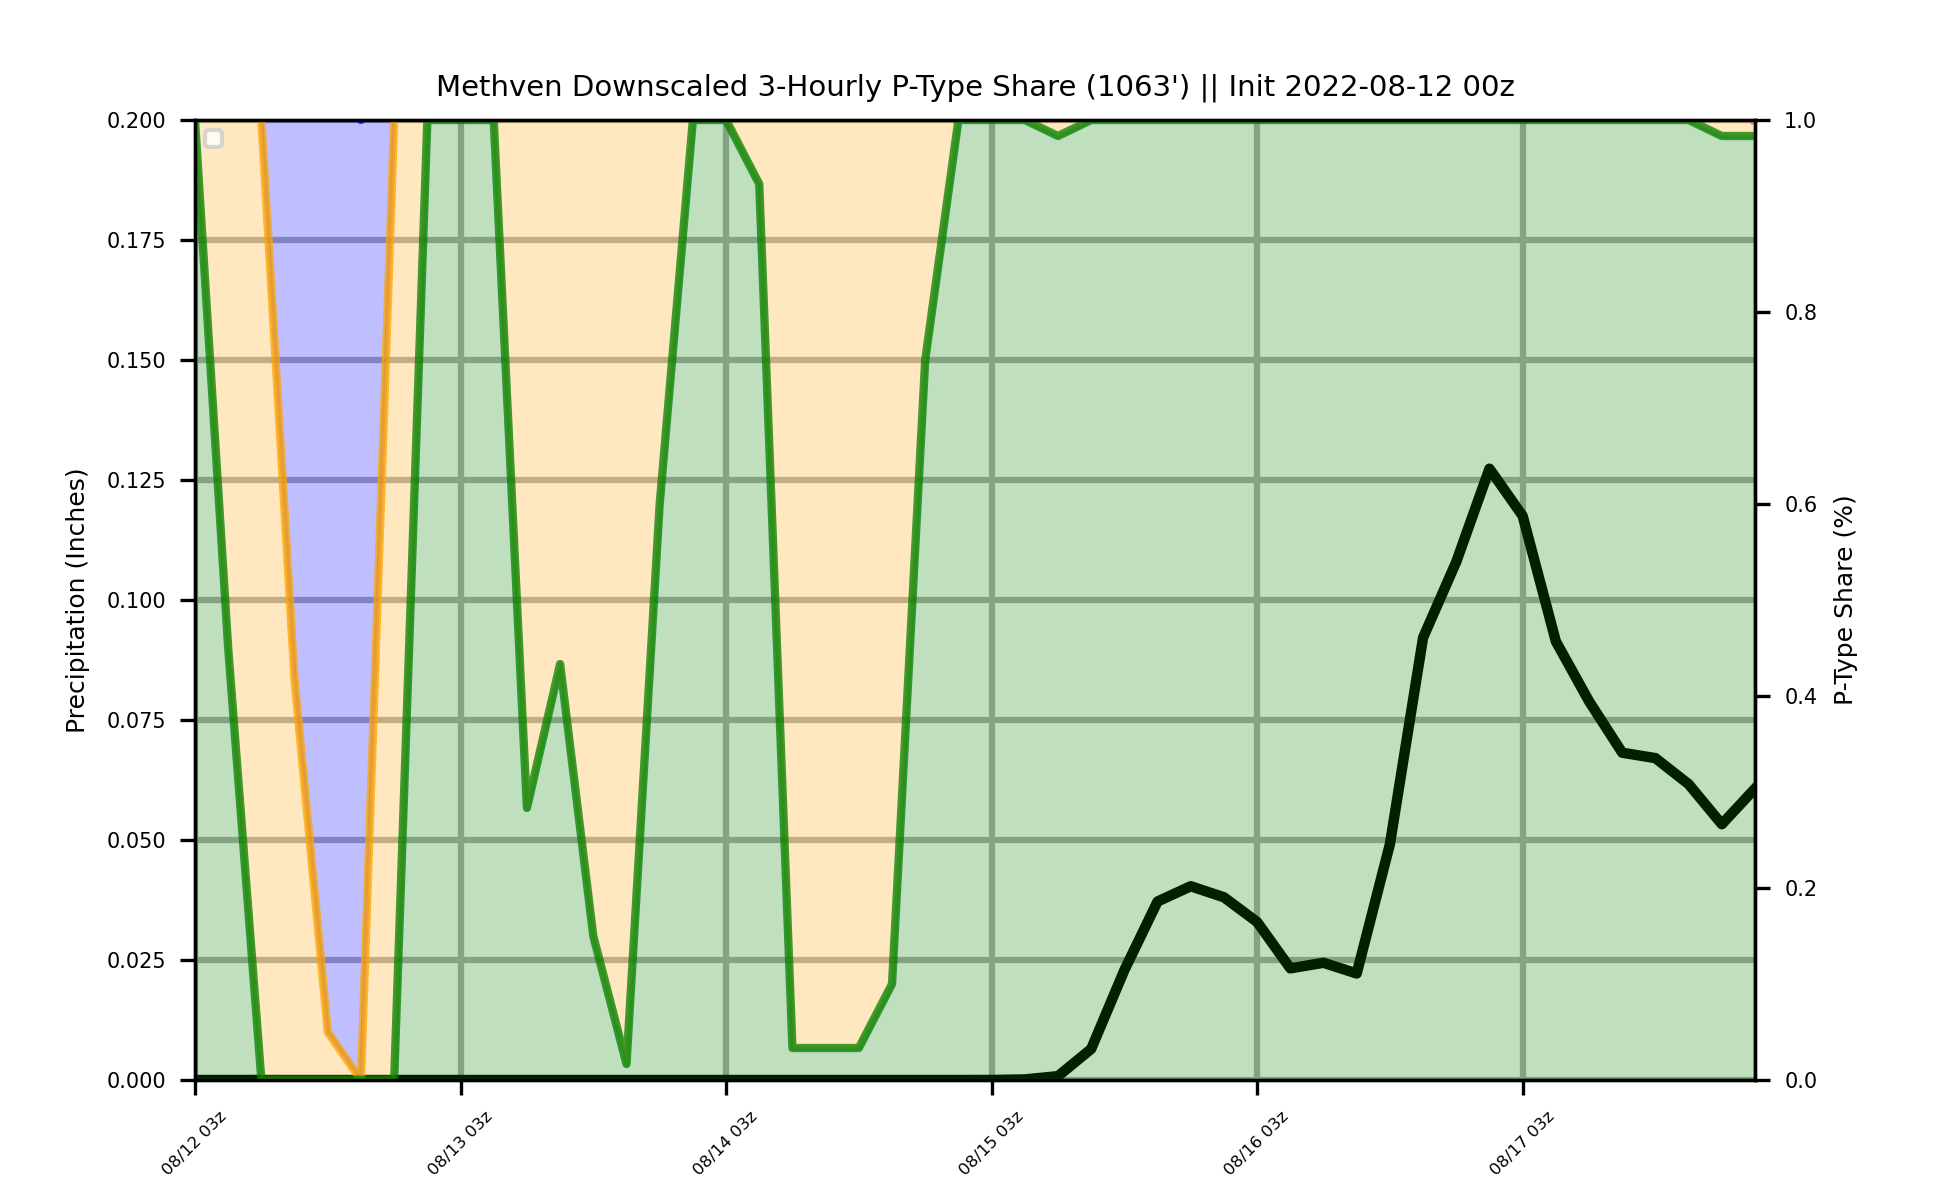 Methven Downscaled 3-Hourly P-Type Share (1063') || Init 2022-08-12 00z
0.200
0.175
0.150
0.125
0.100
0.075
0.050
0.025
0.000
Precipitation (Inches)
1.0
0.8
0.6
0.4
0.2
0.0
P-Type Share (%)
08/12 03z
08/13 03z
08/14 03z
08/15 03z
08/16 03z
08/17 03z